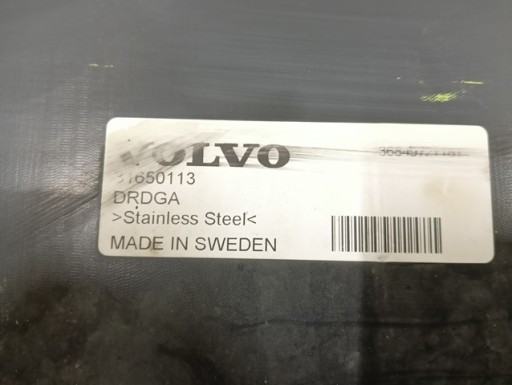 VOLVO
31650113
DRDGA
>Stainless Steel<
MADE IN SWEDEN